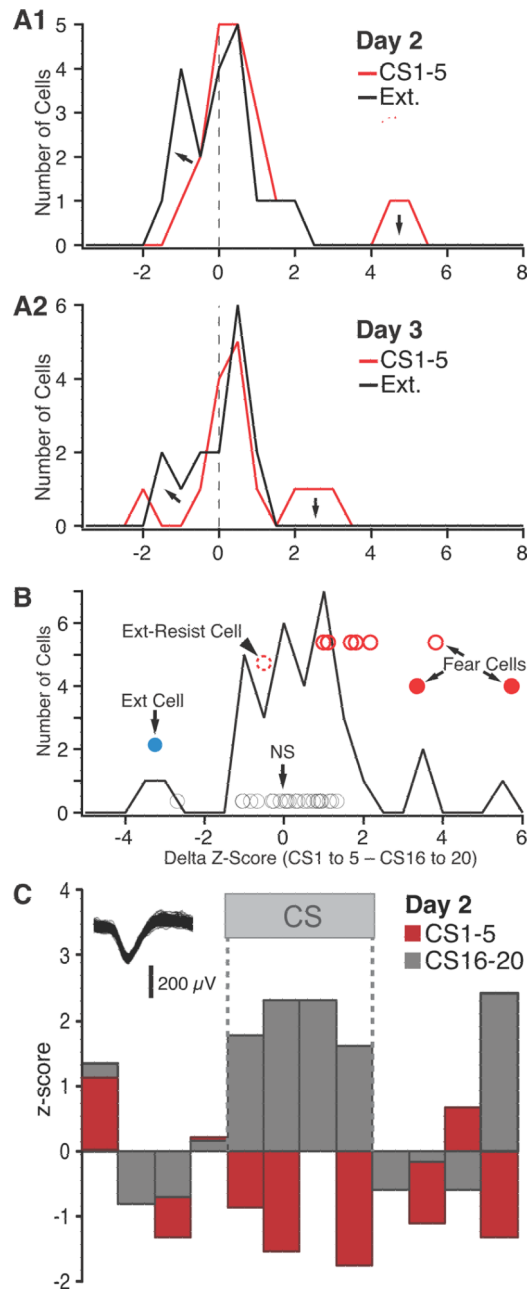 A1
Day 2
CS1-5
Ext.
Number of Cells
5
4
3
2
1
0
-2 0 2 4 6 8
A2
Day 3
CS1-5
Ext.
Number of Cells
6
4
2
0
-2 0 2 4 6 8
B
Ext-Resist Cell
Fear Cells
Ext Cell
NS
Number of Cells
6
4
2
0
-4 -2 0 2 4 6
Delta Z-Score (CS1 to 5 – CS16 to 20)
C
CS
Day 2
CS1-5
CS16-20
200 µV
z-score
4
3
2
1
0
-1
-2